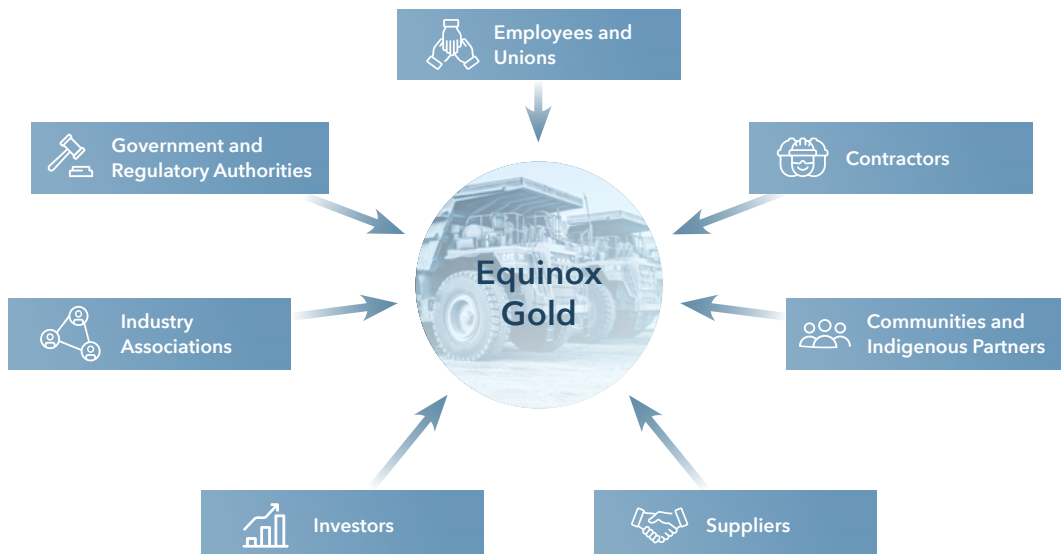 Employees and
Unions
Government and
Regulatory Authorities
Contractors
Equinox
Gold
Industry
Associations
Communities and
Indigenous Partners
Investors
Suppliers